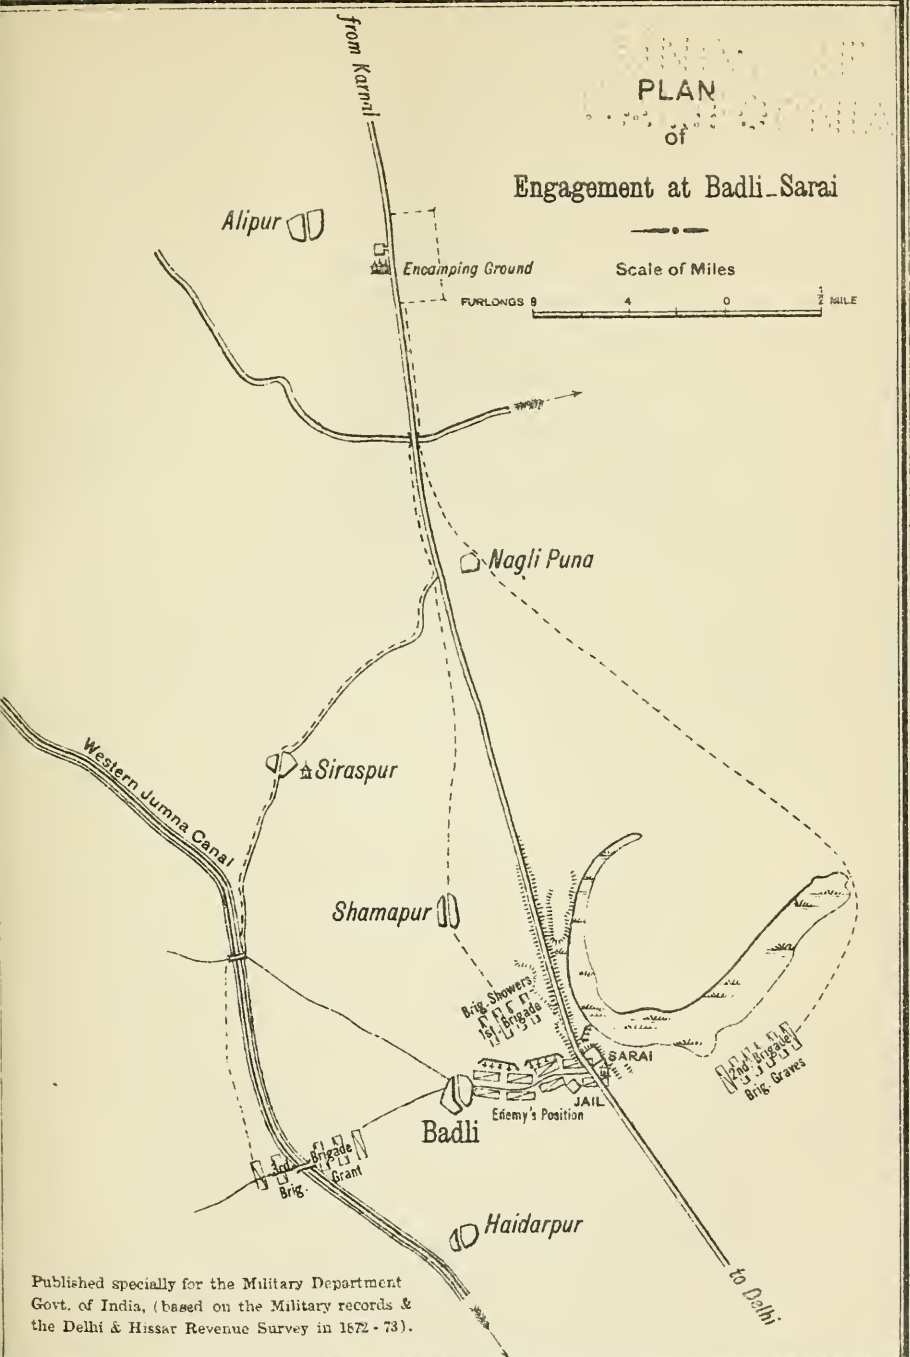 from Karnal
PLAN
of
Engagement at Badli-Sarai
Scale of Miles
FURLONGS 8 4 0 ½ MILE
Alipur
Encamping Ground
Nagli Puna
Western Jumna Canal
Siraspur
Shamapur
Brig. Showers
1st Brigade
SARAI
2nd Brigade
Brig. Graves
JAIL
Enemy's Position
Badli
3rd Brigade
Brig. Grant
Haidarpur
to Delhi
Published specially for the Military Department
Govt. of India, (based on the Military records &
the Delhi & Hissar Revenue Survey in 1872-73).